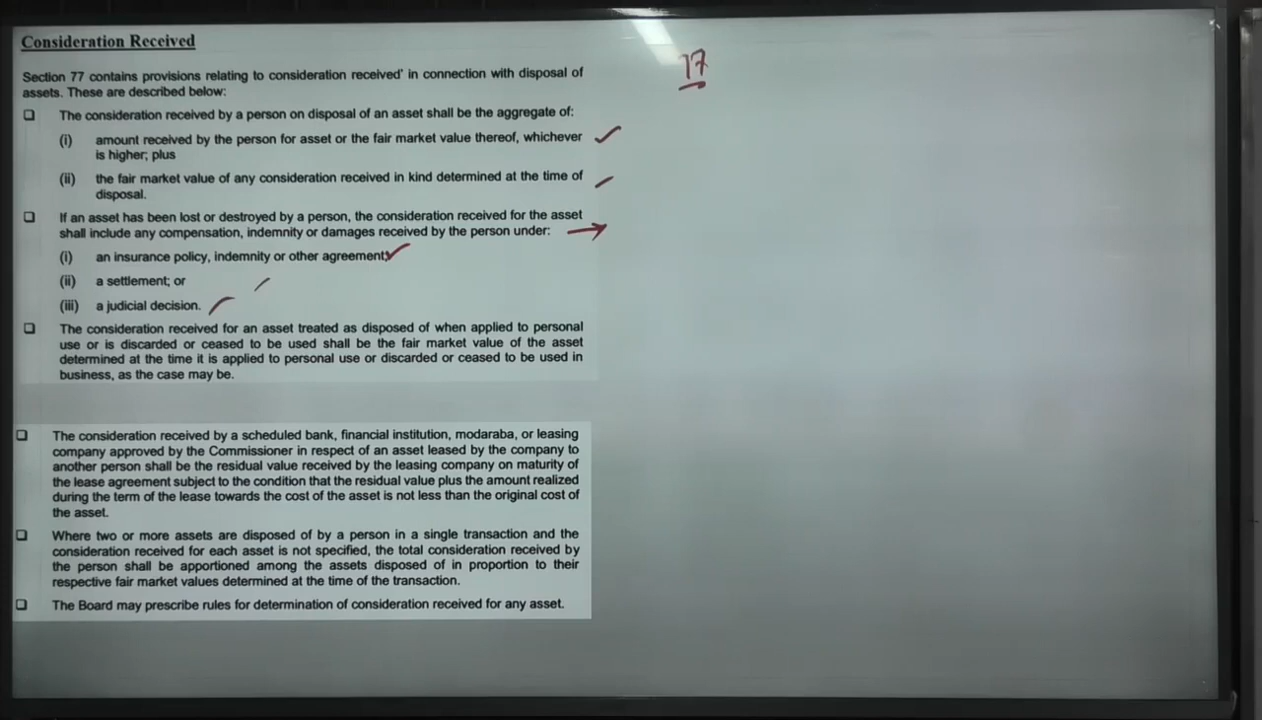 Consideration Received
17
Section 77 contains provisions relating to consideration received' in connection with disposal of
assets. These are described below:
❑ The consideration received by a person on disposal of an asset shall be the aggregate of:
(i) amount received by the person for asset or the fair market value thereof, whichever
is higher; plus
(ii) the fair market value of any consideration received in kind determined at the time of
disposal.
❑ If an asset has been lost or destroyed by a person, the consideration received for the asset
shall include any compensation, indemnity or damages received by the person under:
(i) an insurance policy, indemnity or other agreement;
(ii) a settlement; or
(iii) a judicial decision.
❑ The consideration received for an asset treated as disposed of when applied to personal
use or is discarded or ceased to be used shall be the fair market value of the asset
determined at the time it is applied to personal use or discarded or ceased to be used in
business, as the case may be.
❑ The consideration received by a scheduled bank, financial institution, modaraba, or leasing
company approved by the Commissioner in respect of an asset leased by the company to
another person shall be the residual value received by the leasing company on maturity of
the lease agreement subject to the condition that the residual value plus the amount realized
during the term of the lease towards the cost of the asset is not less than the original cost of
the asset.
❑ Where two or more assets are disposed of by a person in a single transaction and the
consideration received for each asset is not specified, the total consideration received by
the person shall be apportioned among the assets disposed of in proportion to their
respective fair market values determined at the time of the transaction.
❑ The Board may prescribe rules for determination of consideration received for any asset.